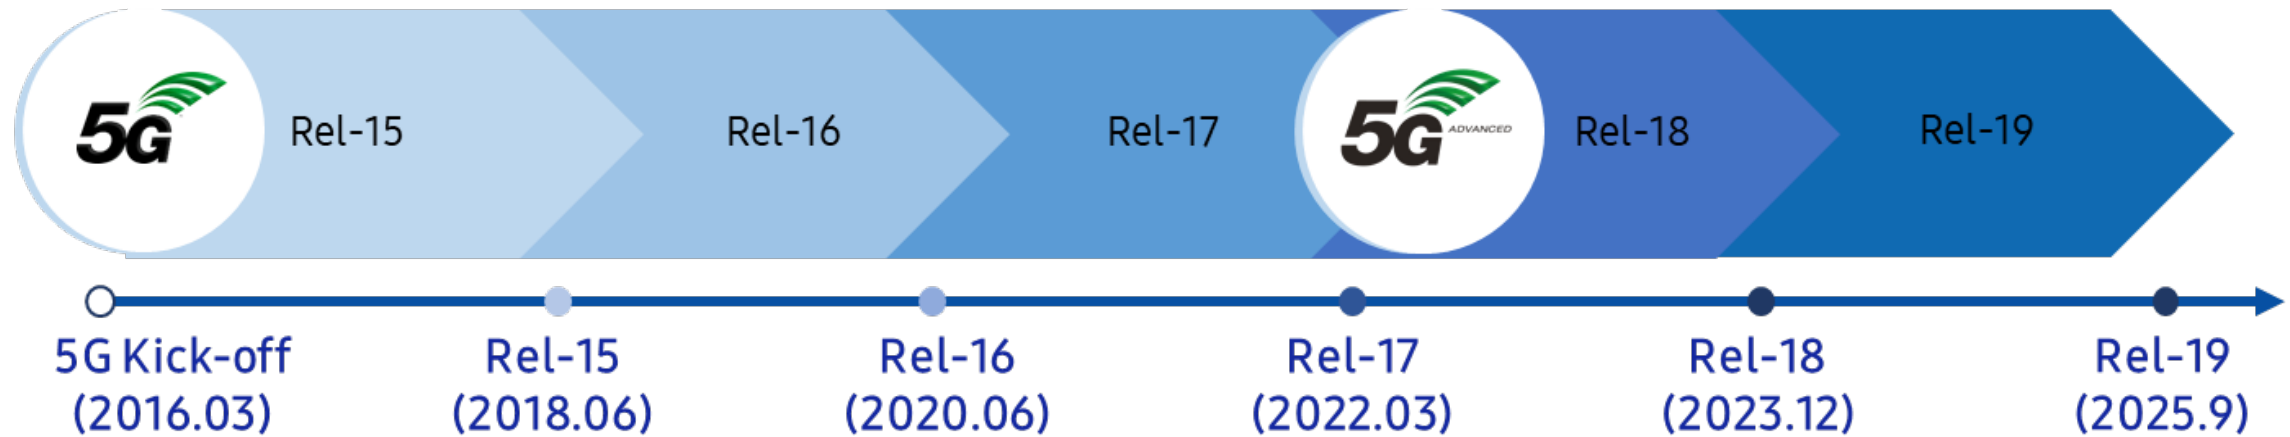 5G
Rel-15
Rel-16
Rel-17
5G ADVANCED
Rel-18
Rel-19
5G Kick-off
(2016.03)
Rel-15
(2018.06)
Rel-16
(2020.06)
Rel-17
(2022.03)
Rel-18
(2023.12)
Rel-19
(2025.9)